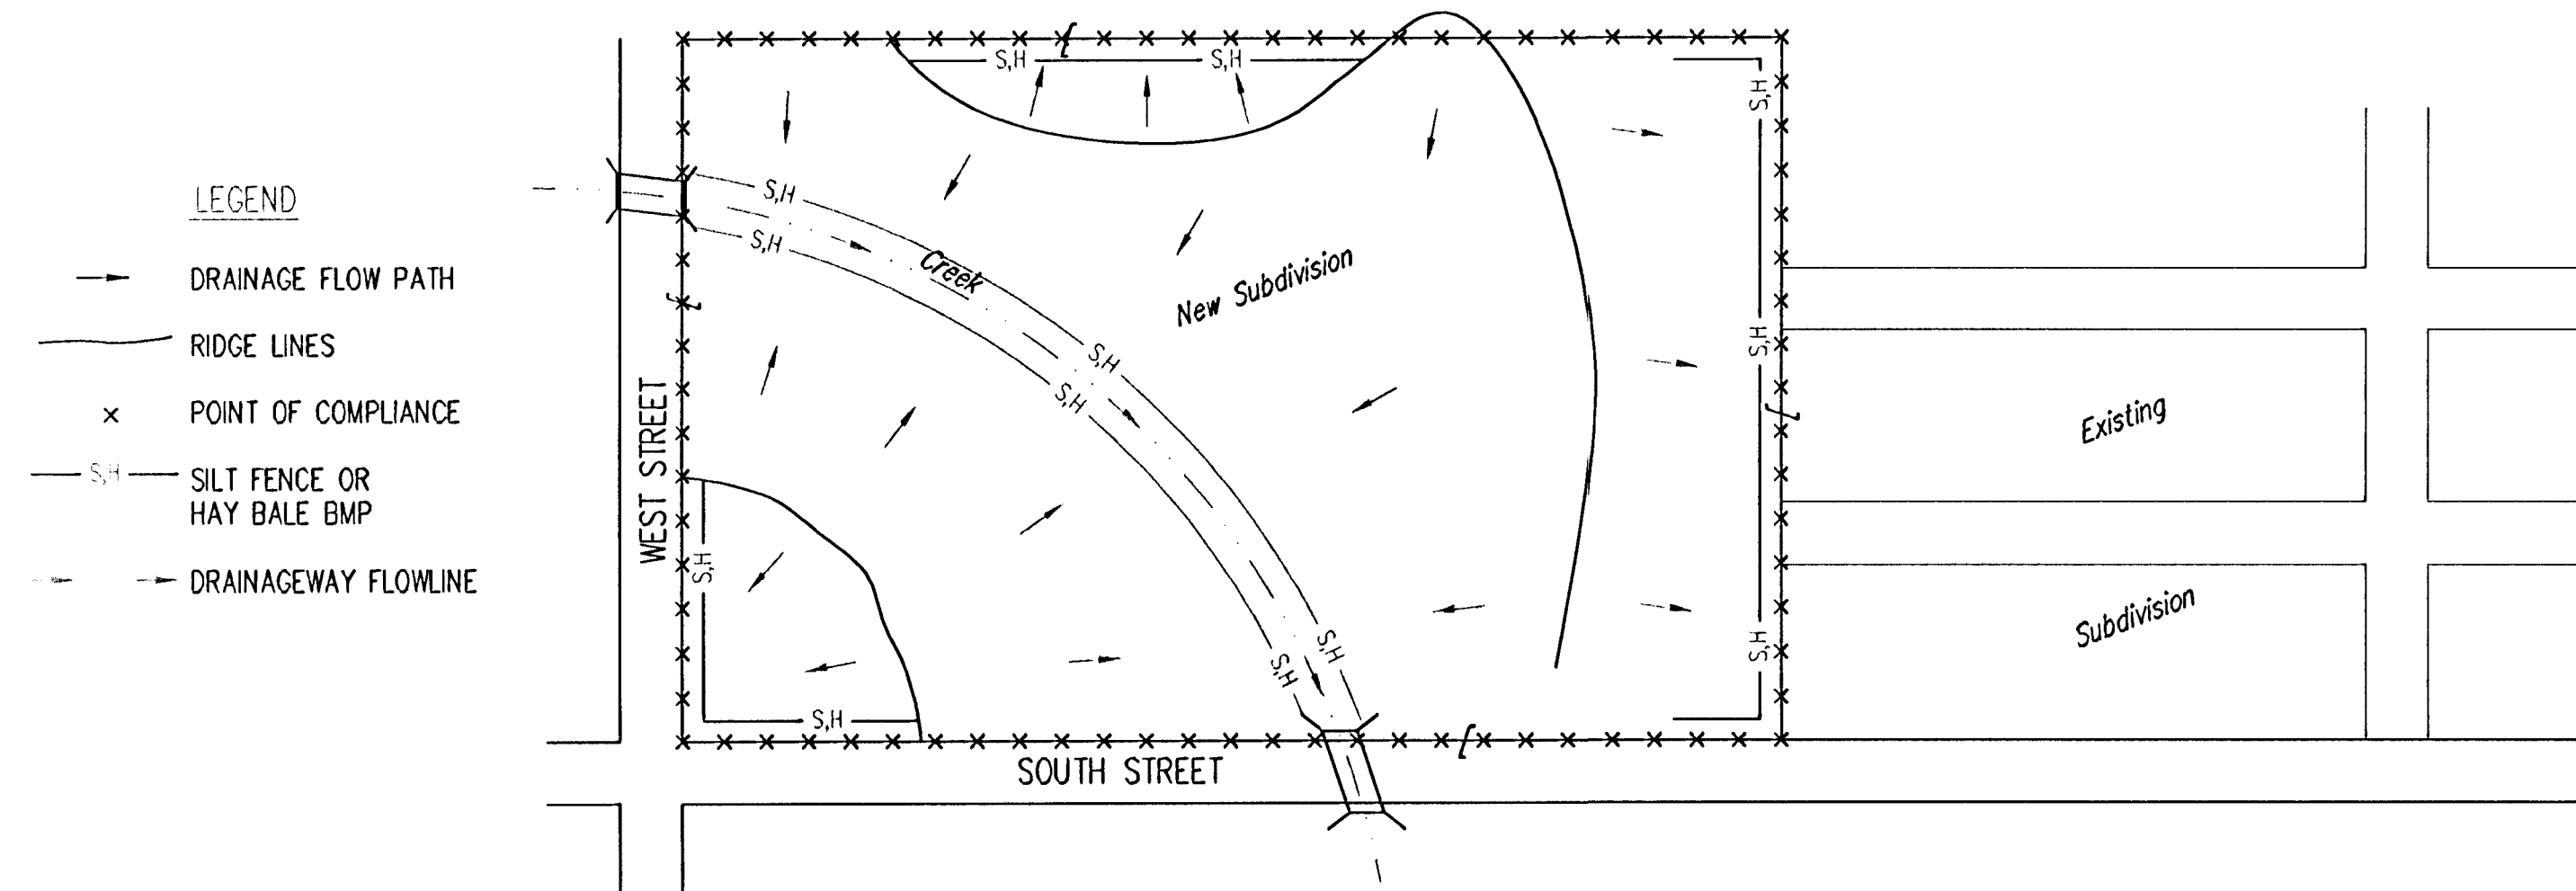 LEGEND
DRAINAGE FLOW PATH
RIDGE LINES
x POINT OF COMPLIANCE
S,H SILT FENCE OR
HAY BALE BMP
DRAINAGEWAY FLOWLINE
S,H
S,H
S,H
S,H
S,H
Creek
New Subdivision
S,H
S,H
S,H
WEST STREET
S,H
S,H
S,H
S,H
S,H
SOUTH STREET
Existing
Subdivision